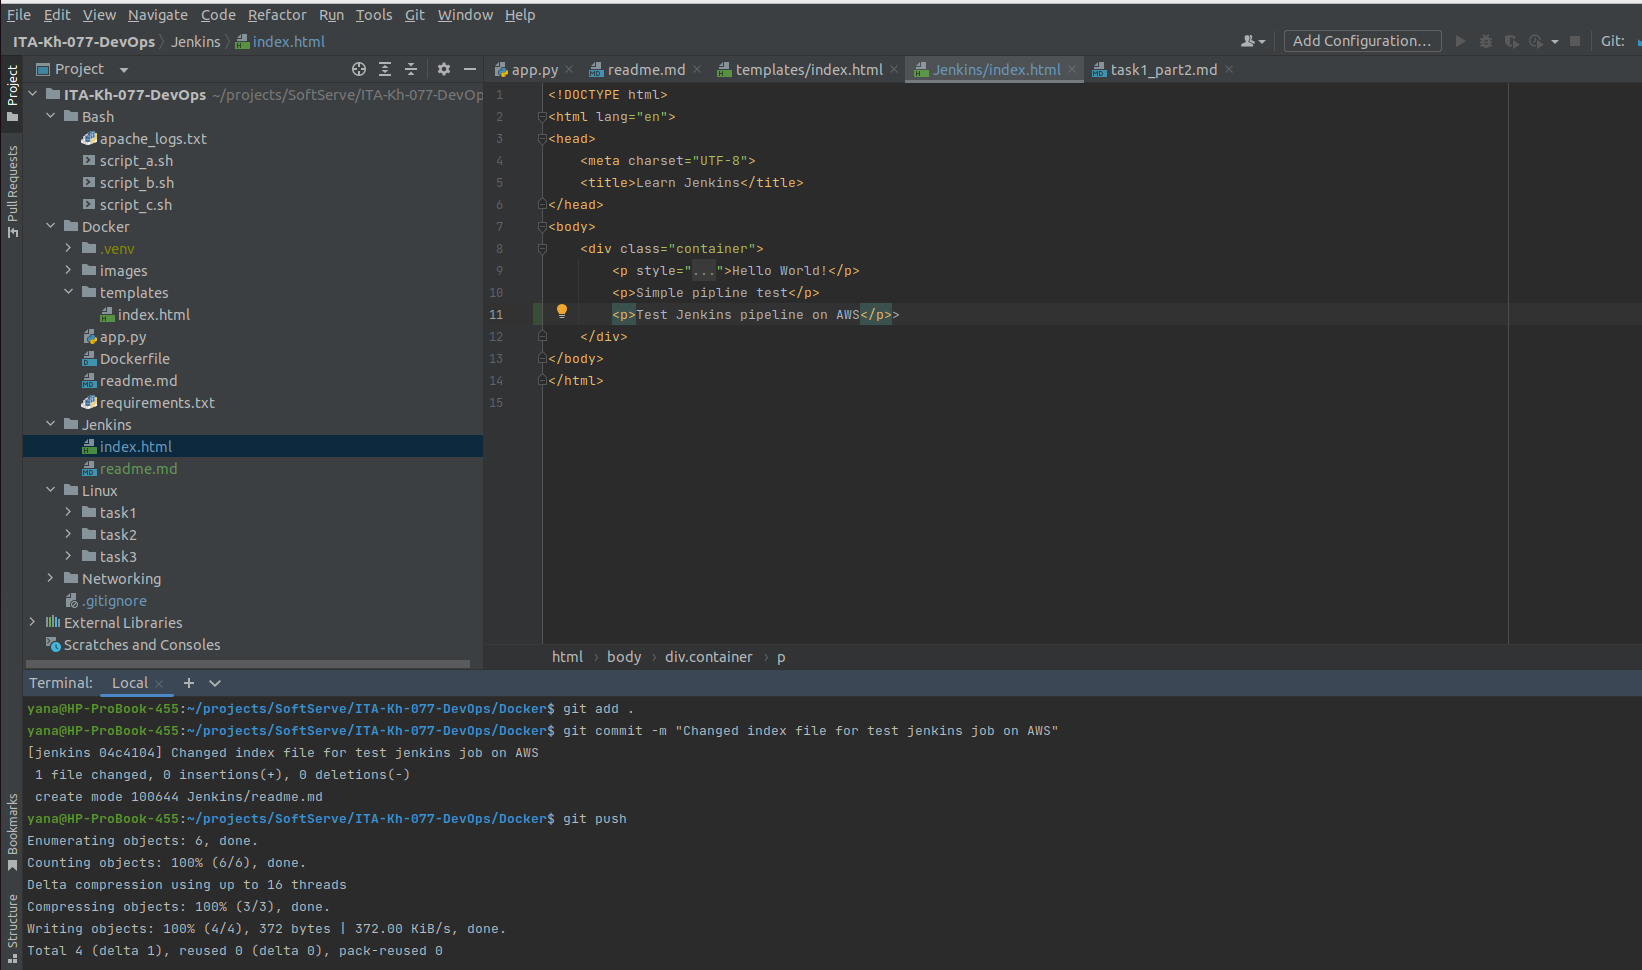 File Edit View Navigate Code Refactor Run Tools Git Window Help
ITA-Kh-077-DevOps Jenkins index.html Add Configuration... Git:
Project
app.py readme.md templates/index.html Jenkins/index.html task1_part2.md
Project
Pull Requests
Bookmarks
Structure
ITA-Kh-077-DevOps ~/projects/SoftServe/ITA-Kh-077-DevOp
Bash
apache_logs.txt
script_a.sh
script_b.sh
script_c.sh
Docker
.venv
images
templates
index.html
app.py
Dockerfile
readme.md
requirements.txt
Jenkins
index.html
readme.md
Linux
task1
task2
task3
Networking
.gitignore
External Libraries
Scratches and Consoles
1 <!DOCTYPE html>
2 <html lang="en">
3 <head>
4 <meta charset="UTF-8">
5 <title>Learn Jenkins</title>
6 </head>
7 <body>
8 <div class="container">
9 <p style="...">Hello World!</p>
10 <p>Simple pipline test</p>
11 <p>Test Jenkins pipeline on AWS</p>>
12 </div>
13 </body>
14 </html>
15
html body div.container p
Terminal: Local
yana@HP-ProBook-455:~/projects/SoftServe/ITA-Kh-077-DevOps/Docker$ git add .
yana@HP-ProBook-455:~/projects/SoftServe/ITA-Kh-077-DevOps/Docker$ git commit -m "Changed index file for test jenkins job on AWS"
[jenkins 04c4104] Changed index file for test jenkins job on AWS
1 file changed, 0 insertions(+), 0 deletions(-)
create mode 100644 Jenkins/readme.md
yana@HP-ProBook-455:~/projects/SoftServe/ITA-Kh-077-DevOps/Docker$ git push
Enumerating objects: 6, done.
Counting objects: 100% (6/6), done.
Delta compression using up to 16 threads
Compressing objects: 100% (3/3), done.
Writing objects: 100% (4/4), 372 bytes | 372.00 KiB/s, done.
Total 4 (delta 1), reused 0 (delta 0), pack-reused 0